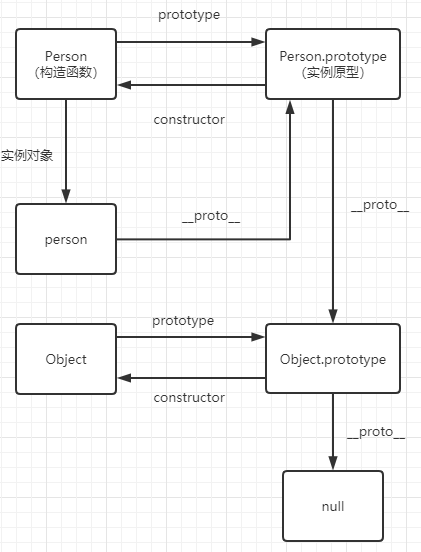 prototype
Person
（构造函数）
Person.prototype
（实例原型）
constructor
实例对象
__proto__
__proto__
person
prototype
Object
Object.prototype
constructor
__proto__
null